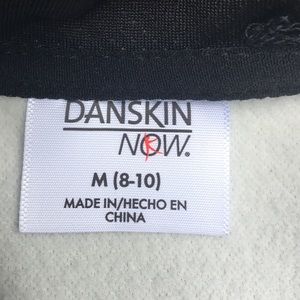 DANSKIN
NOW.
M (8-10)
MADE IN/HECHO EN
CHINA